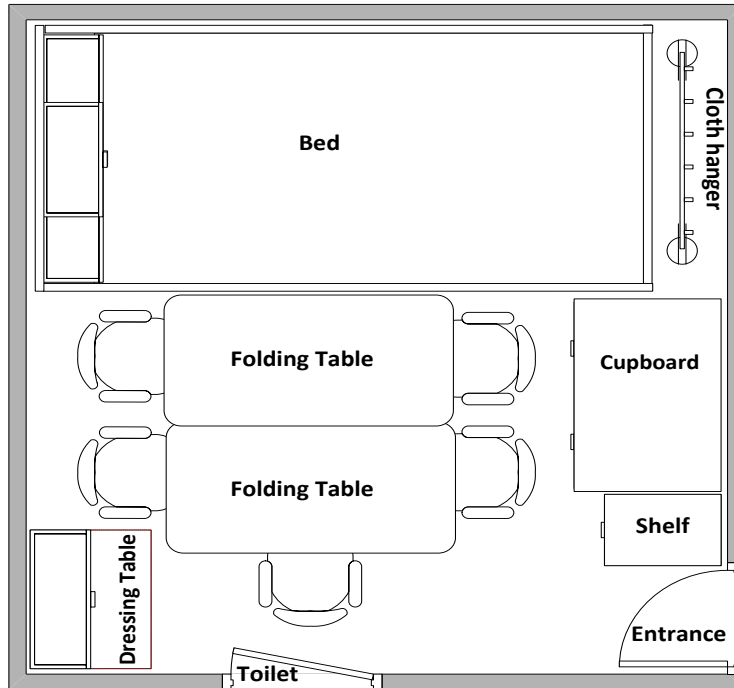 Bed
Cloth hanger
Folding Table
Cupboard
Folding Table
Shelf
Dressing Table
Entrance
Toilet